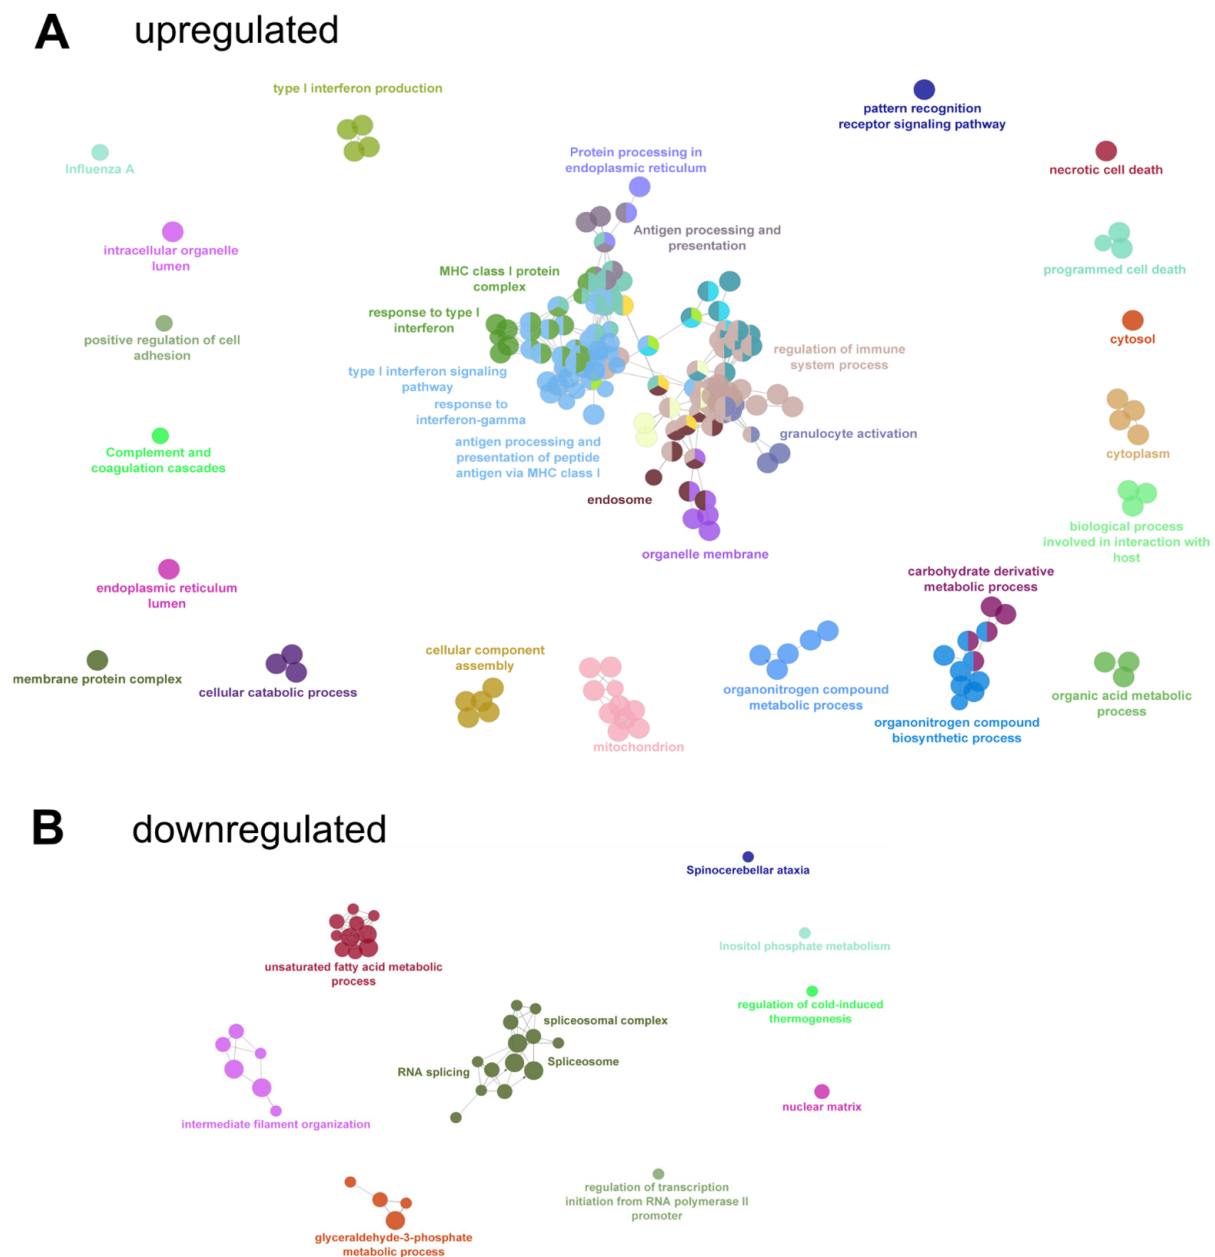 A upregulated
type I interferon production
pattern recognition
receptor signaling pathway
Influenza A
Protein processing in
endoplasmic reticulum
necrotic cell death
intracellular organelle
lumen
Antigen processing and
presentation
programmed cell death
MHC class I protein
complex
response to type I
interferon
positive regulation of cell
adhesion
cytosol
regulation of immune
system process
type I interferon signaling
pathway
response to
interferon-gamma
antigen processing and
presentation of peptide
antigen via MHC class I
granulocyte activation
Complement and
coagulation cascades
cytoplasm
endosome
organelle membrane
biological process
involved in interaction with
host
endoplasmic reticulum
lumen
carbohydrate derivative
metabolic process
membrane protein complex
cellular catabolic process
cellular component
assembly
mitochondrion
organonitrogen compound
metabolic process
organonitrogen compound
biosynthetic process
organic acid metabolic
process
B downregulated
Spinocerebellar ataxia
unsaturated fatty acid metabolic
process
Inositol phosphate metabolism
regulation of cold-induced
thermogenesis
spliceosomal complex
Spliceosome
RNA splicing
intermediate filament organization
nuclear matrix
regulation of transcription
initiation from RNA polymerase II
promoter
glyceraldehyde-3-phosphate
metabolic process